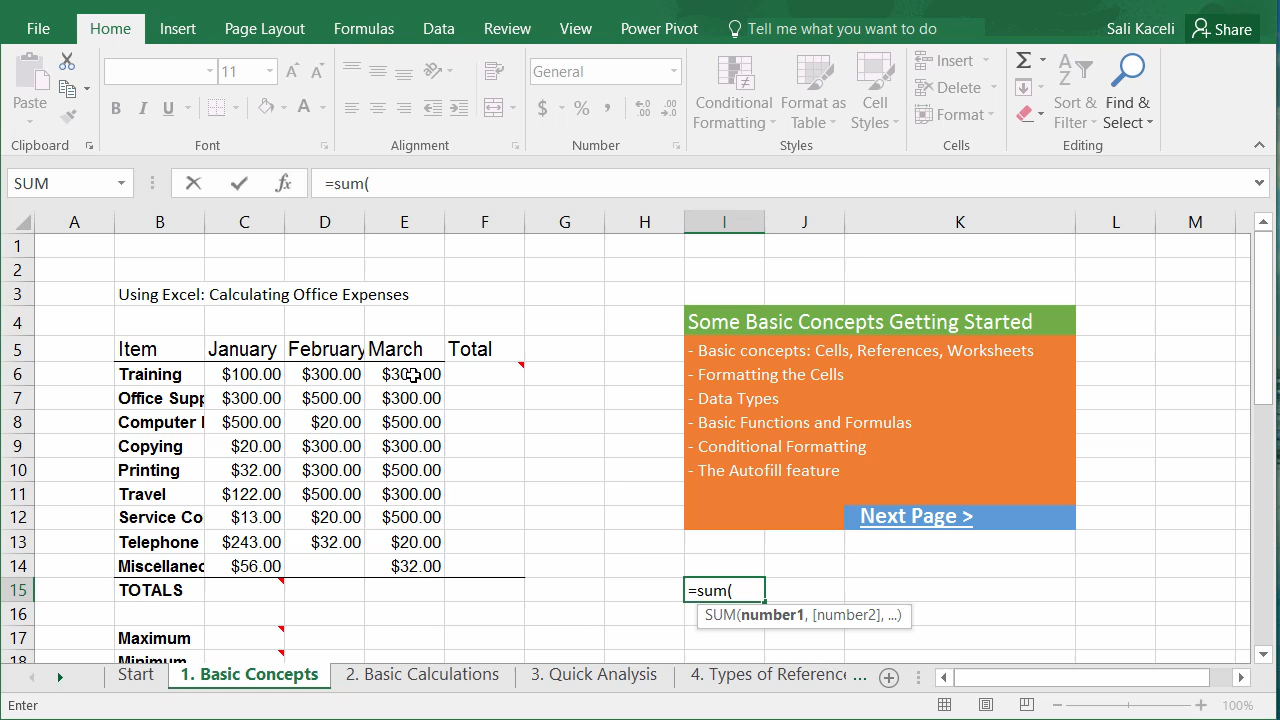 File Home Insert Page Layout Formulas Data Review View Power Pivot Tell me what you want to do Sali Kaceli Share
Paste
Clipboard
11
B I U A
Font
Alignment
General
$ % ,
Number
Conditional Formatting
Format as Table
Cell Styles
Styles
Insert
Delete
Format
Cells
Σ
Sort & Filter
Find & Select
Editing
SUM fx =sum(
A B C D E F G H I J K L M
1
2
3 Using Excel: Calculating Office Expenses
4 Some Basic Concepts Getting Started
5 Item January February March Total - Basic concepts: Cells, References, Worksheets
6 Training $100.00 $300.00 $300.00 - Formatting the Cells
7 Office Supp $300.00 $500.00 $300.00 - Data Types
8 Computer $500.00 $20.00 $500.00 - Basic Functions and Formulas
9 Copying $20.00 $300.00 $300.00 - Conditional Formatting
10 Printing $32.00 $300.00 $500.00 - The Autofill feature
11 Travel $122.00 $500.00 $300.00
12 Service Co $13.00 $20.00 $500.00 Next Page >
13 Telephone $243.00 $32.00 $20.00
14 Miscellaneo $56.00 $32.00
15 TOTALS =sum(
16 SUM(number1, [number2], ...)
17 Maximum
18 Minimum
Start 1. Basic Concepts 2. Basic Calculations 3. Quick Analysis 4. Types of Reference ...
Enter 100%